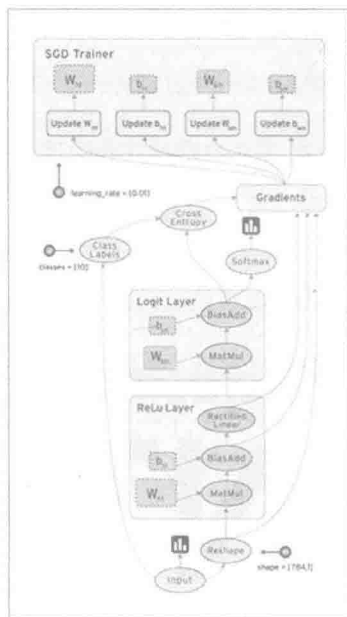 SGD Trainer
W
b
W
b
Update W
Update b
Update W
Update b
learning_rate = [0.01]
Gradients
Cross
Entropy
Class
Labels
classes = [10]
Softmax
Logit Layer
BiasAdd
b
MatMul
W
ReLu Layer
Rectified
Linear
BiasAdd
b
MatMul
W
Reshape
shape = [784,1]
Input